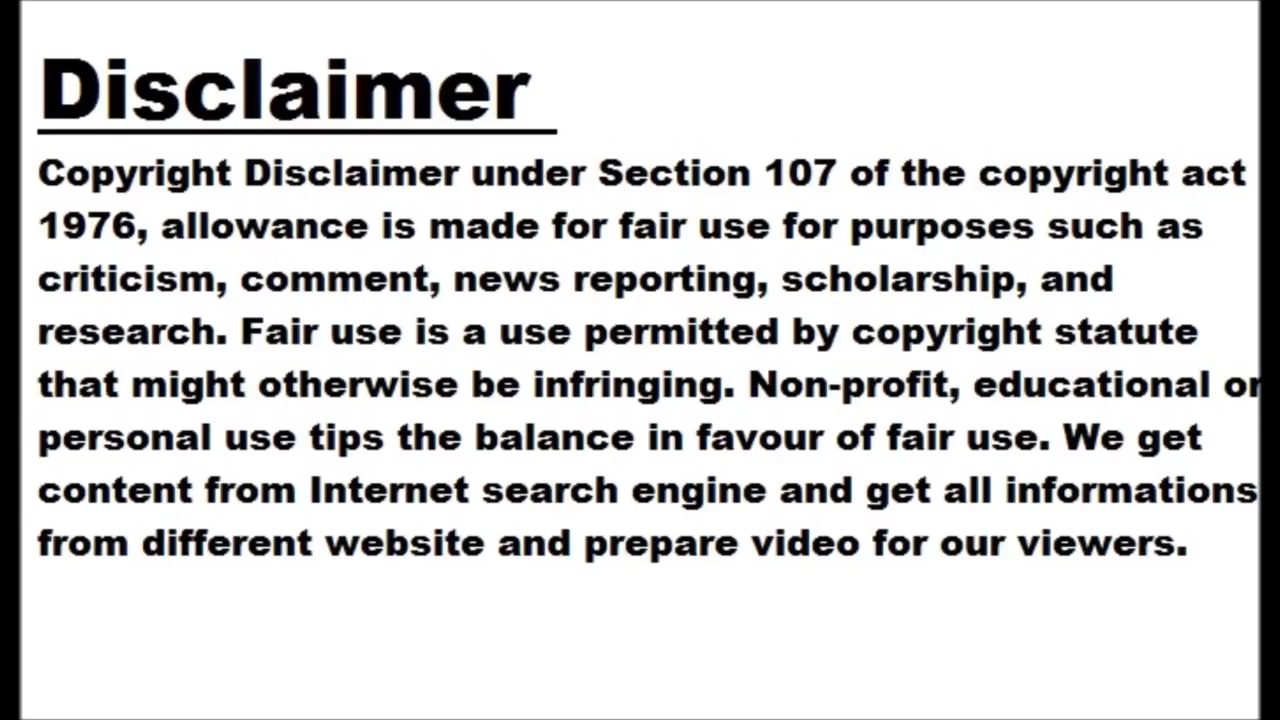 Disclaimer
Copyright Disclaimer under Section 107 of the copyright act
1976, allowance is made for fair use for purposes such as
criticism, comment, news reporting, scholarship, and
research. Fair use is a use permitted by copyright statute
that might otherwise be infringing. Non-profit, educational or
personal use tips the balance in favour of fair use. We get
content from Internet search engine and get all informations
from different website and prepare video for our viewers.